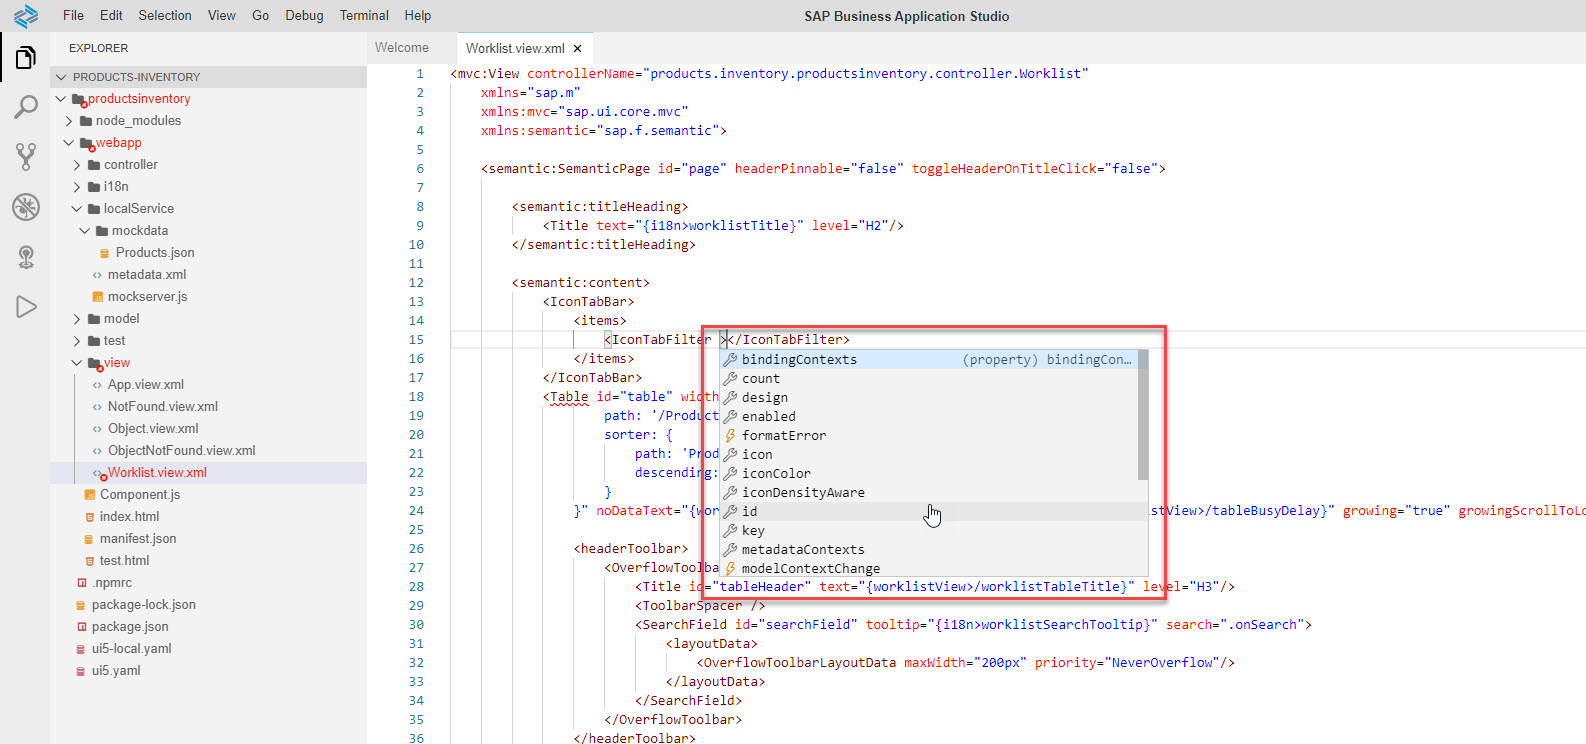 File Edit Selection View Go Debug Terminal Help SAP Business Application Studio
EXPLORER
PRODUCTS-INVENTORY
productsinventory
node_modules
webapp
controller
i18n
localService
mockdata
Products.json
metadata.xml
mockserver.js
model
test
view
App.view.xml
NotFound.view.xml
Object.view.xml
ObjectNotFound.view.xml
Worklist.view.xml
Component.js
index.html
manifest.json
test.html
.npmrc
package-lock.json
package.json
ui5-local.yaml
ui5.yaml
Welcome Worklist.view.xml ×
1 <mvc:View controllerName="products.inventory.productsinventory.controller.Worklist"
2 xmlns="sap.m"
3 xmlns:mvc="sap.ui.core.mvc"
4 xmlns:semantic="sap.f.semantic">
5
6 <semantic:SemanticPage id="page" headerPinnable="false" toggleHeaderOnTitleClick="false">
7
8 <semantic:titleHeading>
9 <Title text="{i18n>worklistTitle}" level="H2"/>
10 </semantic:titleHeading>
11
12 <semantic:content>
13 <IconTabBar>
14 <items>
15 <IconTabFilter ></IconTabFilter>
16 </items>
17 </IconTabBar>
18 <Table id="table" width
19 path: '/Product
20 sorter: {
21 path: 'Prod
22 descending:
23 }
24 }" noDataText="{wor stView>/tableBusyDelay}" growing="true" growingScrollToLo
25
26 <headerToolbar>
27 <OverflowToolba
28 <Title id="tableHeader" text="{worklistView>/worklistTableTitle}" level="H3"/>
29 <ToolbarSpacer />
30 <SearchField id="searchField" tooltip="{i18n>worklistSearchTooltip}" search=".onSearch">
31 <layoutData>
32 <OverflowToolbarLayoutData maxWidth="200px" priority="NeverOverflow"/>
33 </layoutData>
34 </SearchField>
35 </OverflowToolbar>
36 </headerToolbar>
bindingContexts (property) bindingCon...
count
design
enabled
formatError
icon
iconColor
iconDensityAware
id
key
metadataContexts
modelContextChange